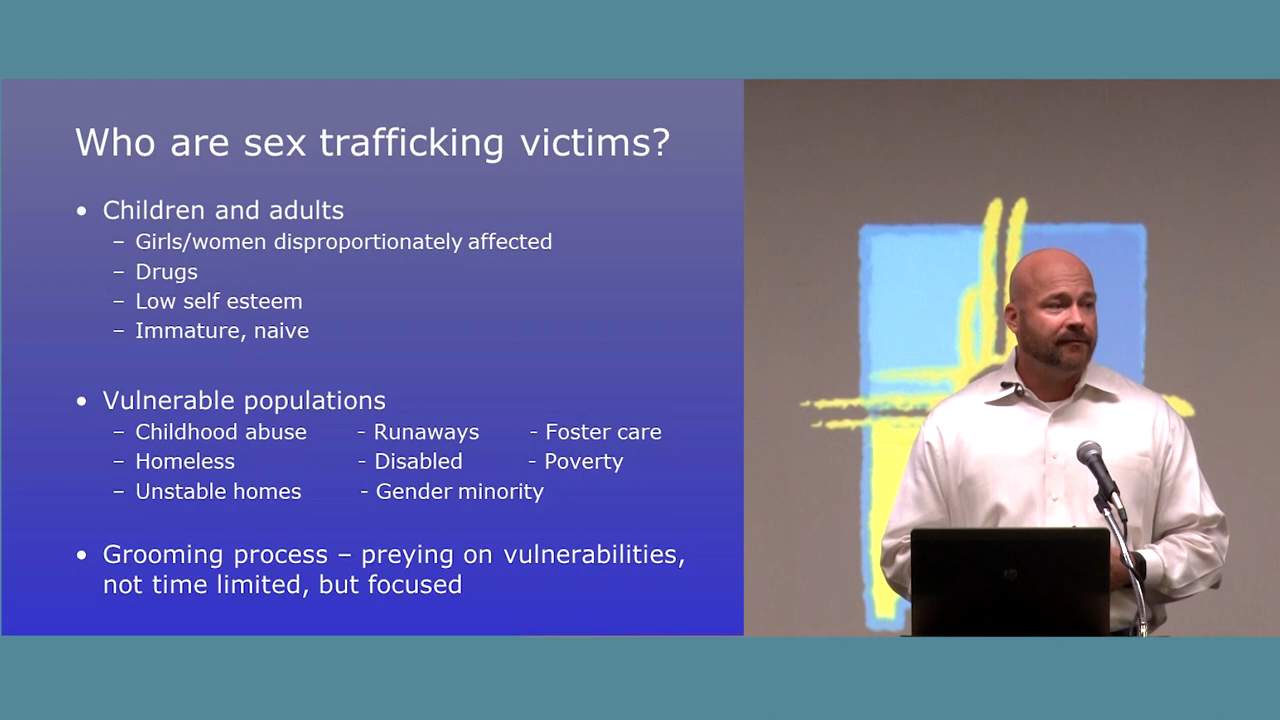 Who are sex trafficking victims?
• Children and adults
– Girls/women disproportionately affected
– Drugs
– Low self esteem
– Immature, naive
• Vulnerable populations
– Childhood abuse - Runaways - Foster care
– Homeless - Disabled - Poverty
– Unstable homes - Gender minority
• Grooming process – preying on vulnerabilities,
not time limited, but focused